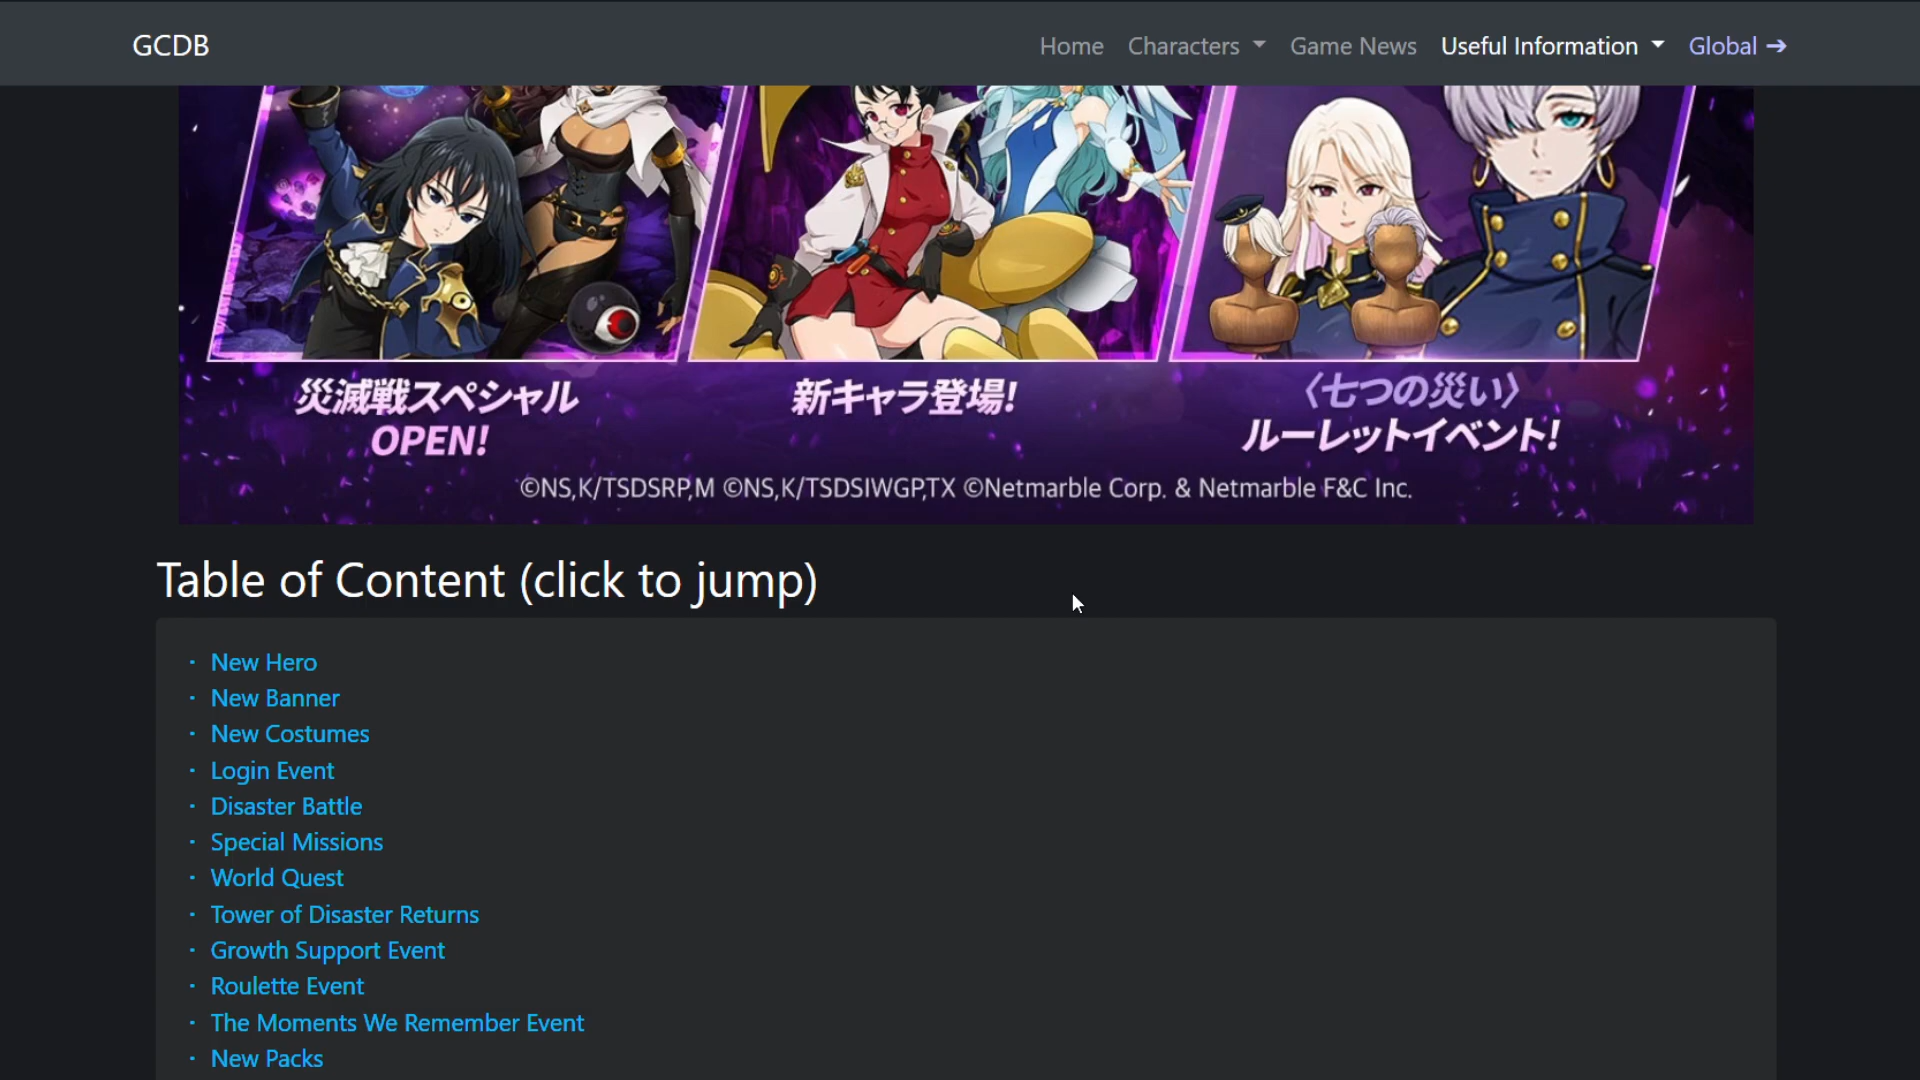 GCDB
Home Characters Game News Useful Information Global →
災滅戦スペシャル
OPEN!
新キャラ登場!
〈七つの災い〉
ルーレットイベント!
©NS,K/TSDSRP,M ©NS,K/TSDSIWGP,TX ©Netmarble Corp. & Netmarble F&C Inc.
Table of Content (click to jump)
· New Hero
· New Banner
· New Costumes
· Login Event
· Disaster Battle
· Special Missions
· World Quest
· Tower of Disaster Returns
· Growth Support Event
· Roulette Event
· The Moments We Remember Event
· New Packs